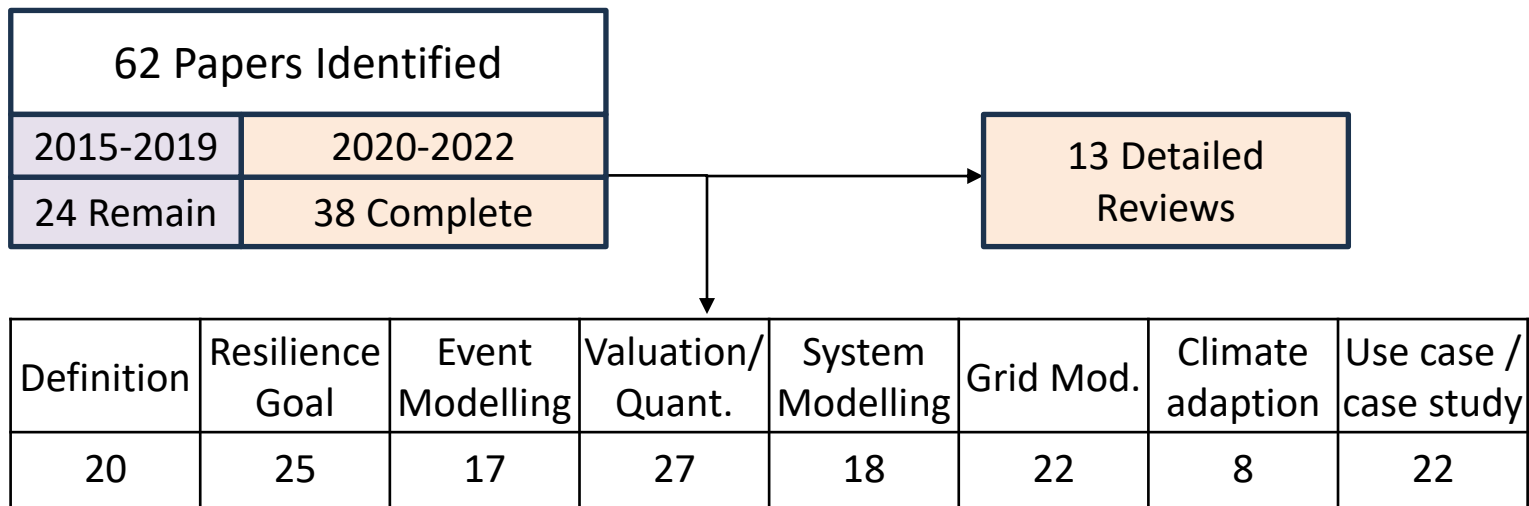 62 Papers Identified
2015-2019
2020-2022
24 Remain
38 Complete
13 Detailed
Reviews
Definition
Resilience
Goal
Event
Modelling
Valuation/
Quant.
System
Modelling
Grid Mod.
Climate
adaption
Use case /
case study
20
25
17
27
18
22
8
22